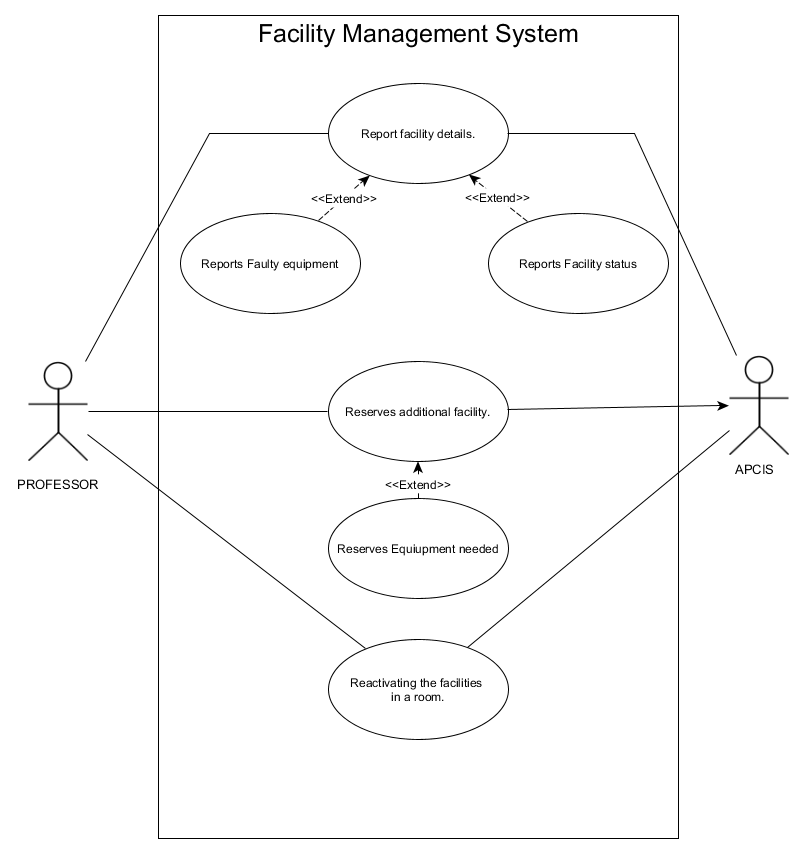 Facility Management System
Report facility details.
<<Extend>>
<<Extend>>
Reports Faulty equipment
Reports Facility status
Reserves additional facility.
PROFESSOR
APCIS
<<Extend>>
Reserves Equiupment needed
Reactivating the facilities
in a room.